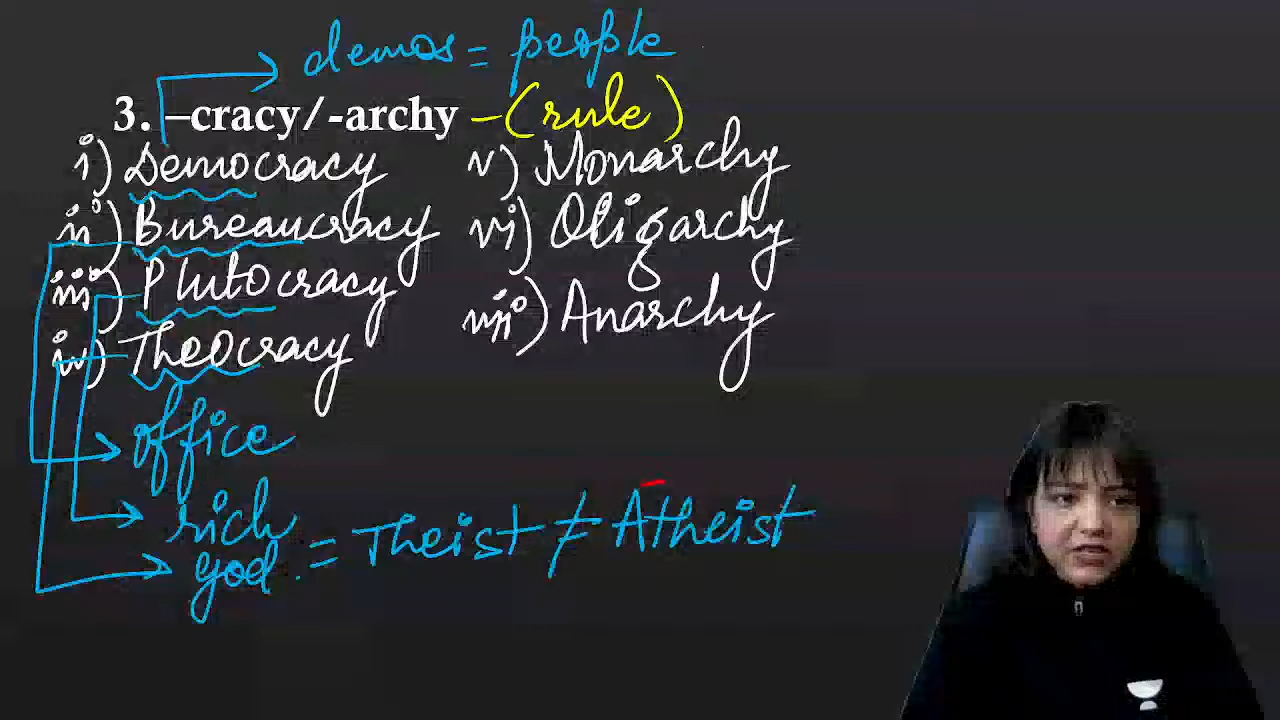 demos = people
3. –cracy/-archy –(rule)
i) Democracy
ii) Bureaucracy
iii) Plutocracy
iv) Theocracy
v) Monarchy
vi) Oligarchy
vii) Anarchy
office
rich
god = Theist ≠ Atheist